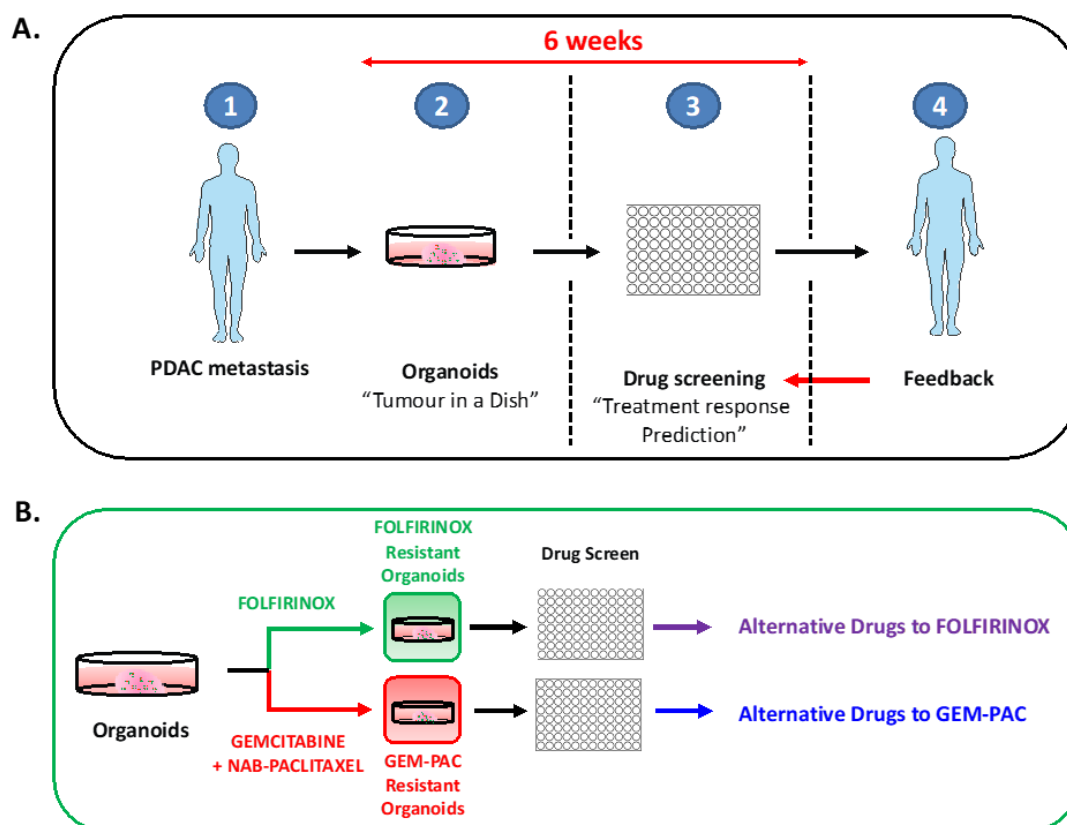 A.
6 weeks
1
2
3
4
PDAC metastasis
Organoids
“Tumour in a Dish”
Drug screening
“Treatment response
Prediction”
Feedback
B.
FOLFIRINOX
FOLFIRINOX
Resistant
Organoids
Drug Screen
Alternative Drugs to FOLFIRINOX
Organoids
GEMCITABINE
+ NAB-PACLITAXEL
GEM-PAC
Resistant
Organoids
Alternative Drugs to GEM-PAC